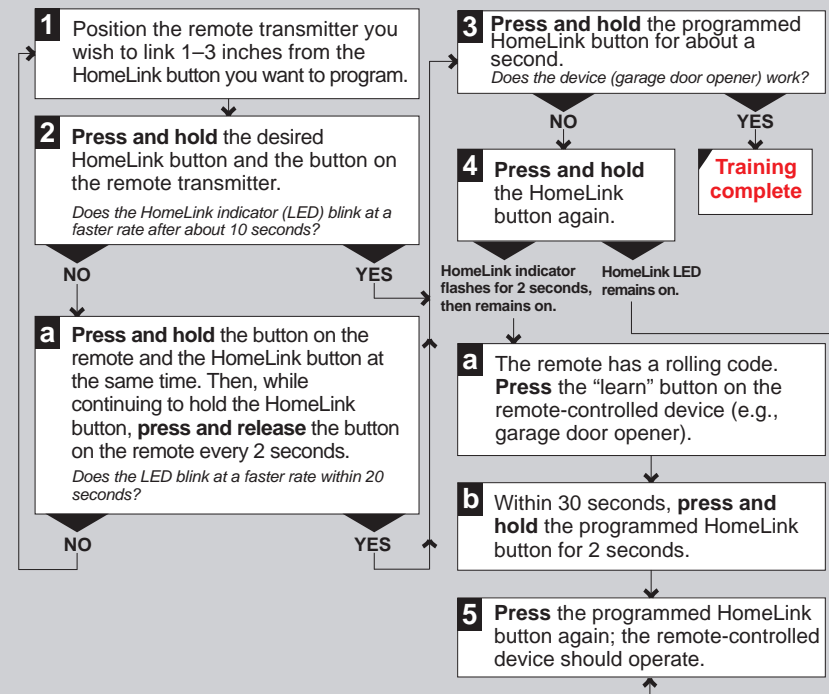 1 Position the remote transmitter you
wish to link 1–3 inches from the
HomeLink button you want to program.
2 Press and hold the desired
HomeLink button and the button on
the remote transmitter.
Does the HomeLink indicator (LED) blink at a
faster rate after about 10 seconds?
NO
YES
a Press and hold the button on the
remote and the HomeLink button at
the same time. Then, while
continuing to hold the HomeLink
button, press and release the button
on the remote every 2 seconds.
Does the LED blink at a faster rate within 20
seconds?
NO
YES
3 Press and hold the programmed
HomeLink button for about a
second.
Does the device (garage door opener) work?
NO
YES
4 Press and hold
the HomeLink
button again.
Training
complete
HomeLink indicator
flashes for 2 seconds,
then remains on.
HomeLink LED
remains on.
a The remote has a rolling code.
Press the “learn” button on the
remote-controlled device (e.g.,
garage door opener).
b Within 30 seconds, press and
hold the programmed HomeLink
button for 2 seconds.
5 Press the programmed HomeLink
button again; the remote-controlled
device should operate.